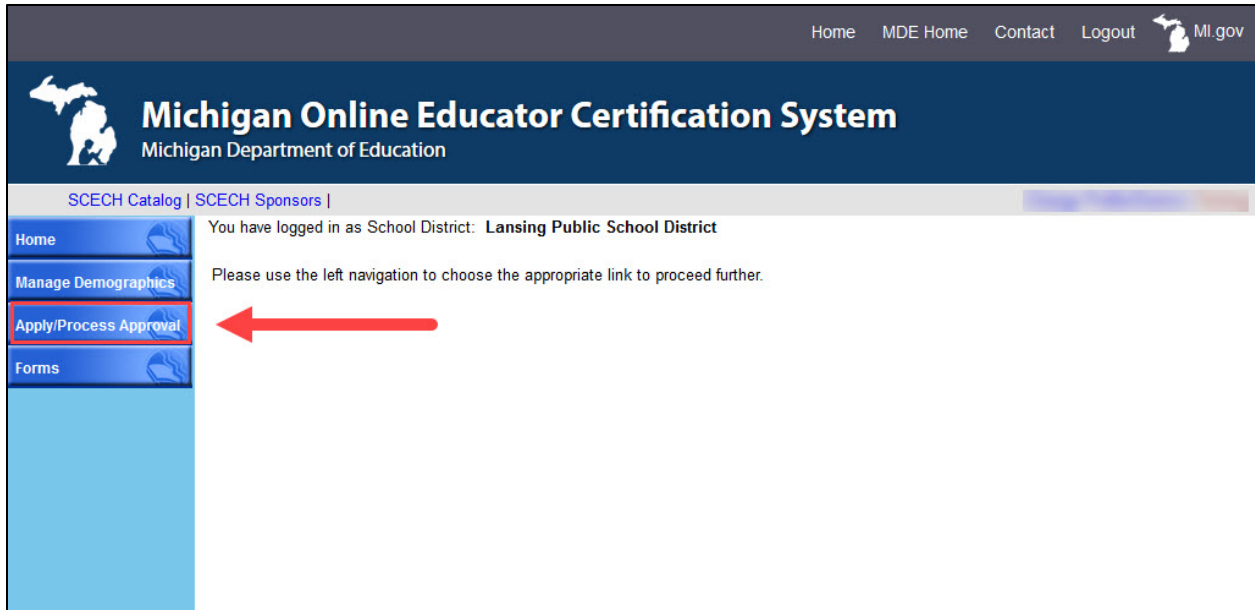 Home MDE Home Contact Logout MI.gov
Michigan Online Educator Certification System
Michigan Department of Education
SCECH Catalog | SCECH Sponsors |
Home
Manage Demographics
Apply/Process Approval
Forms
You have logged in as School District: Lansing Public School District
Please use the left navigation to choose the appropriate link to proceed further.